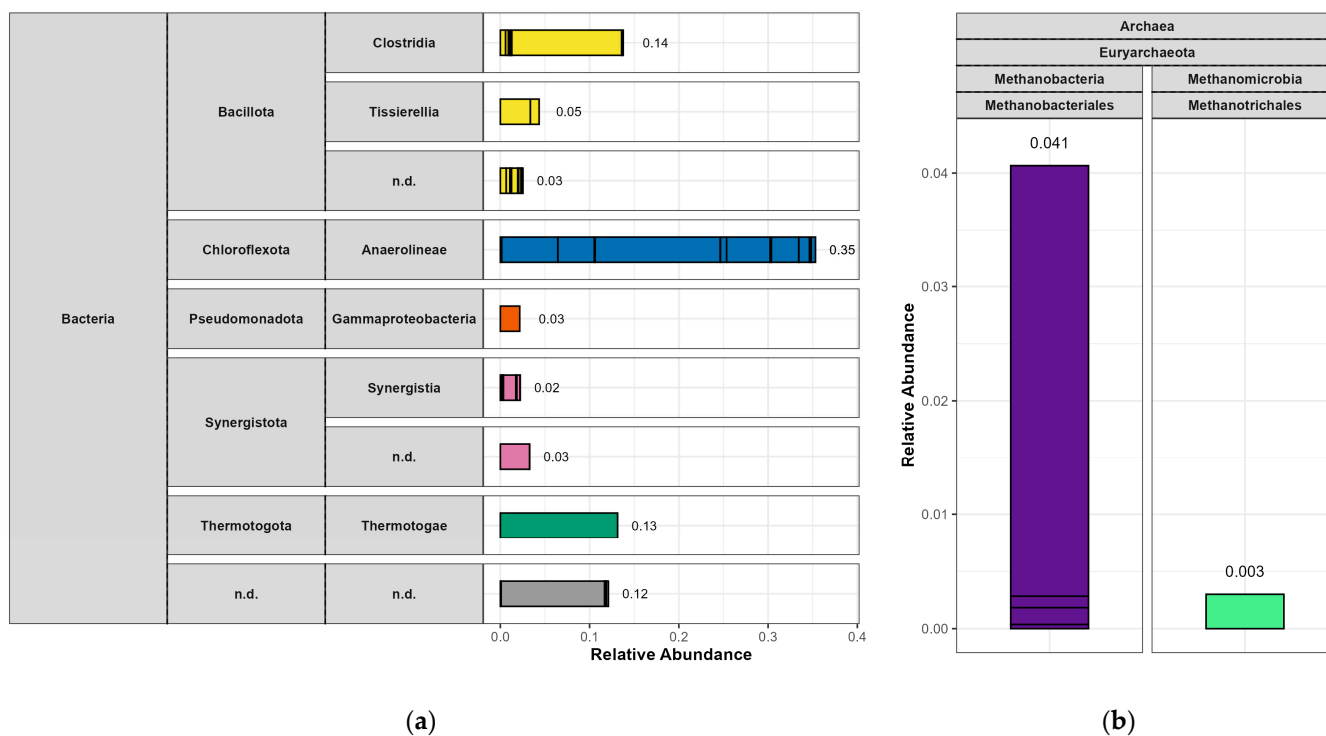 Clostridia
0.14
Bacillota
Tissierellia
0.05
n.d.
0.03
Chloroflexota
Anaerolineae
0.35
Bacteria
Pseudomonadota
Gammaproteobacteria
0.03
Synergistota
Synergistia
0.02
n.d.
0.03
Thermotogota
Thermotogae
0.13
n.d.
n.d.
0.12
0.0 0.1 0.2 0.3 0.4
Relative Abundance
(a)
Archaea
Euryarchaeota
Methanobacteria Methanomicrobia
Methanobacteriales Methanotrichales
0.041
0.003
0.04
0.03
0.02
0.01
0.00
Relative Abundance
(b)